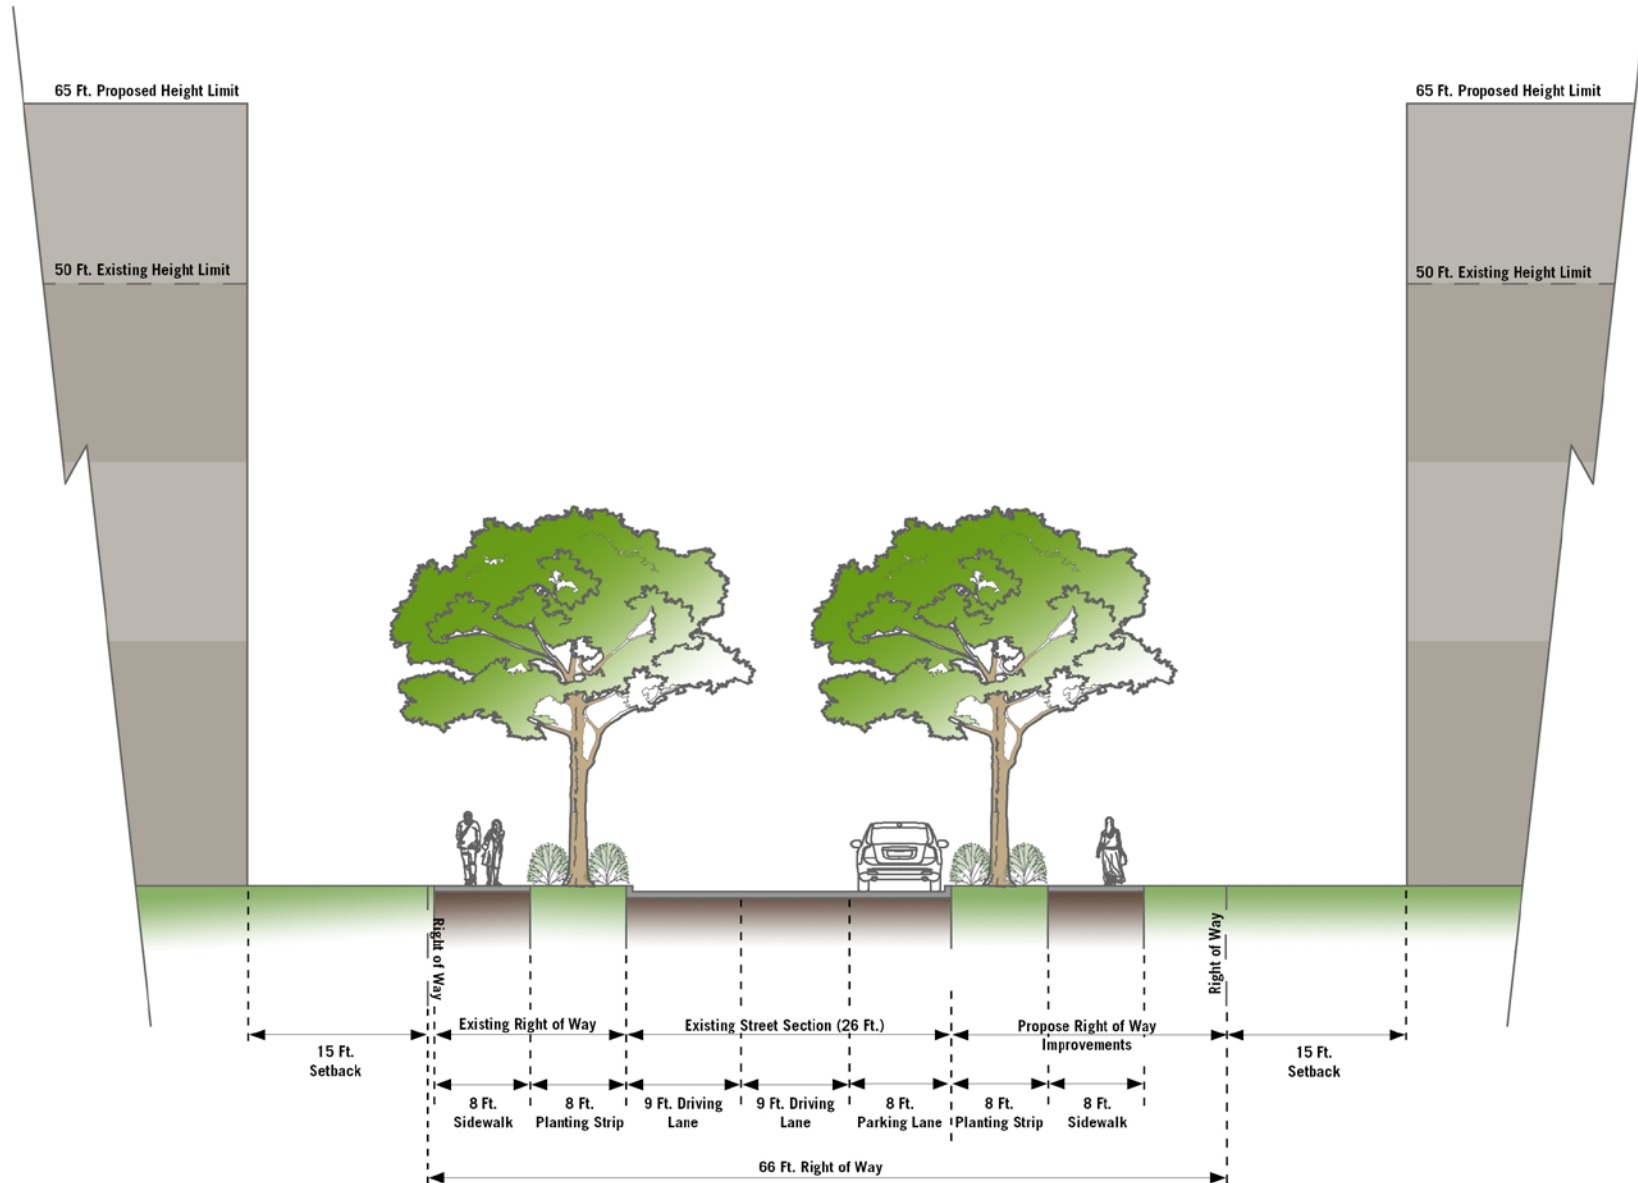 65 Ft. Proposed Height Limit
65 Ft. Proposed Height Limit
50 Ft. Existing Height Limit
50 Ft. Existing Height Limit
Right of Way
Right of Way
Existing Right of Way
Existing Street Section (26 Ft.)
Propose Right of Way
Improvements
15 Ft.
Setback
15 Ft.
Setback
8 Ft.
Sidewalk
8 Ft.
Planting Strip
9 Ft. Driving
Lane
9 Ft. Driving
Lane
8 Ft.
Parking Lane
8 Ft.
Planting Strip
8 Ft.
Sidewalk
66 Ft. Right of Way